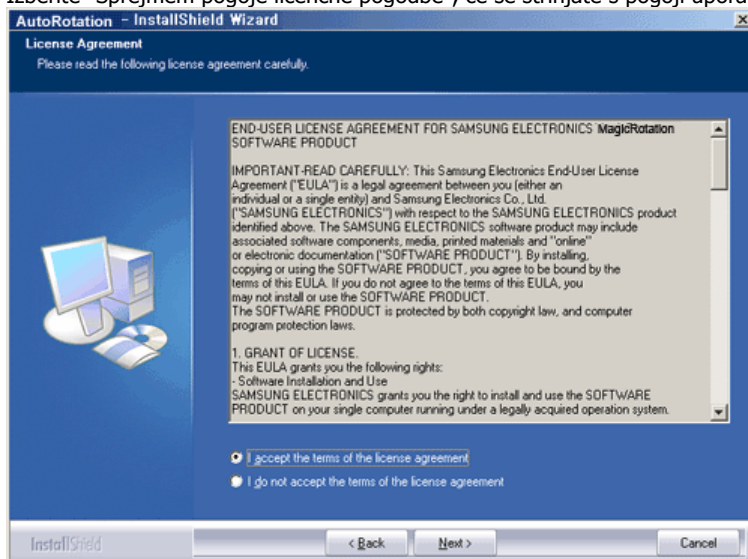 Izberite "Sprejmem pogoje licenčne pogodbe", če se strinjate s pogoji
AutoRotation - InstallShield Wizard
License Agreement
Please read the following license agreement carefully.
END-USER LICENSE AGREEMENT FOR SAMSUNG ELECTRONICS MagicRotation
SOFTWARE PRODUCT
IMPORTANT-READ CAREFULLY: This Samsung Electronics End-User License
Agreement ("EULA") is a legal agreement between you (either an
individual or a single entity) and Samsung Electronics Co., Ltd.
("SAMSUNG ELECTRONICS") with respect to the SAMSUNG ELECTRONICS product
identified above. The SAMSUNG ELECTRONICS software product may include
associated software components, media, printed materials and "online"
or electronic documentation ("SOFTWARE PRODUCT"). By installing,
copying or using the SOFTWARE PRODUCT, you agree to be bound by the
terms of this EULA. If you do not agree to the terms of this EULA, you
may not install or use the SOFTWARE PRODUCT.
The SOFTWARE PRODUCT is protected by both copyright law, and computer
program protection laws.
1. GRANT OF LICENSE.
This EULA grants you the following rights:
- Software Installation and Use
SAMSUNG ELECTRONICS grants you the right to install and use the SOFTWARE
PRODUCT on your single computer running under a legally acquired operation system.
I accept the terms of the license agreement
I do not accept the terms of the license agreement
InstallShield
< Back
Next >
Cancel